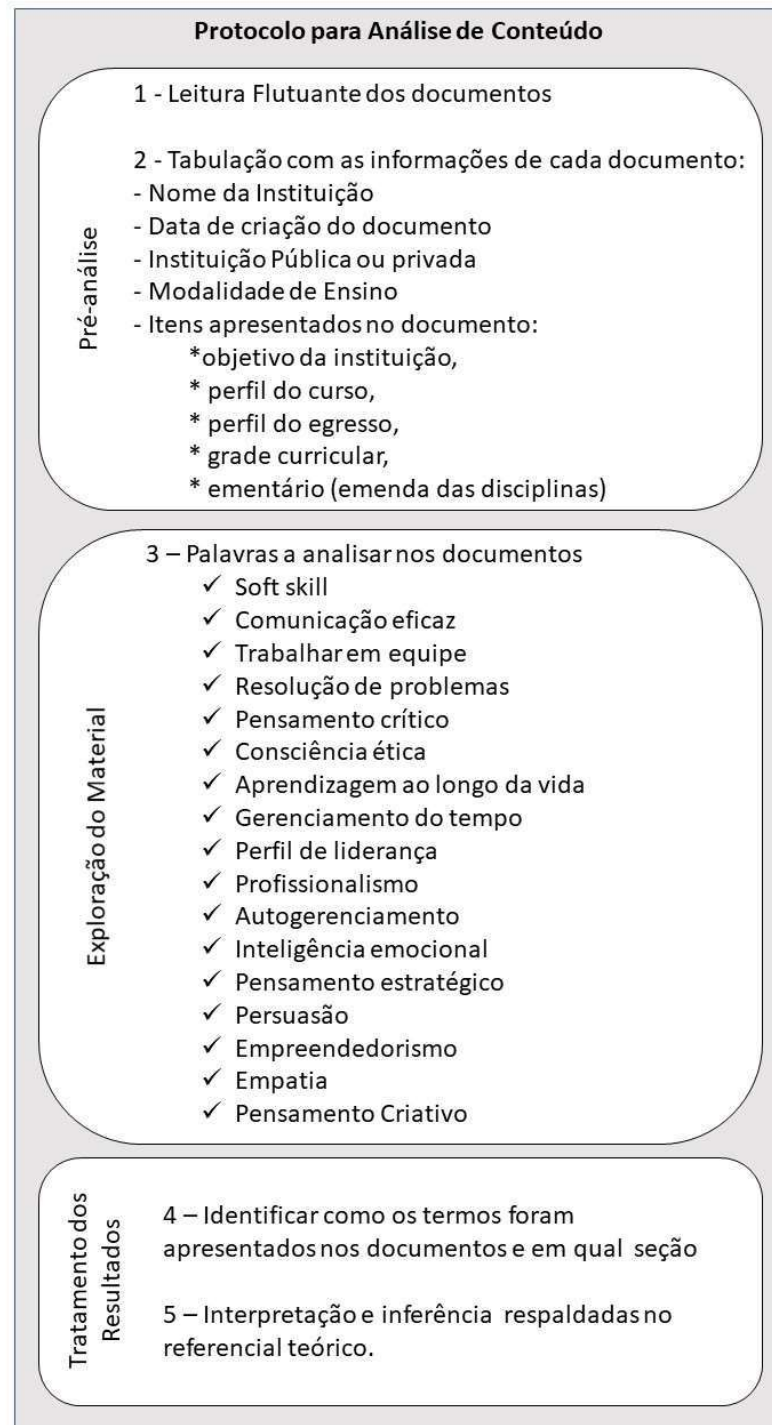 Protocolo para Análise de Conteúdo
Pré-análise
1 - Leitura Flutuante dos documentos
2 - Tabulação com as informações de cada documento:
- Nome da Instituição
- Data de criação do documento
- Instituição Pública ou privada
- Modalidade de Ensino
- Itens apresentados no documento:
*objetivo da instituição,
* perfil do curso,
* perfil do egresso,
* grade curricular,
* ementário (emenda das disciplinas)
Exploração do Material
3 – Palavras a analisar nos documentos
✓ Soft skill
✓ Comunicação eficaz
✓ Trabalhar em equipe
✓ Resolução de problemas
✓ Pensamento crítico
✓ Consciência ética
✓ Aprendizagem ao longo da vida
✓ Gerenciamento do tempo
✓ Perfil de liderança
✓ Profissionalismo
✓ Autogerenciamento
✓ Inteligência emocional
✓ Pensamento estratégico
✓ Persuasão
✓ Empreendedorismo
✓ Empatia
✓ Pensamento Criativo
Tratamento dos
Resultados
4 – Identificar como os termos foram
apresentados nos documentos e em qual seção
5 – Interpretação e inferência respaldadas no
referencial teórico.